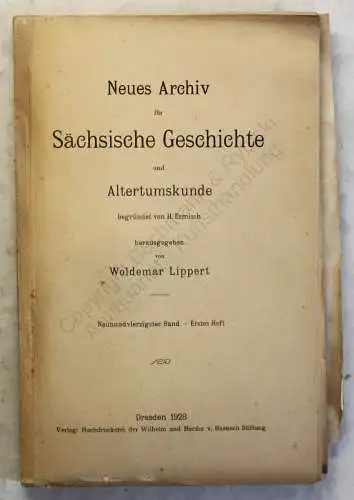 Neues Archiv
für
Sächsische Geschichte
und
Altertumskunde
begründet von H. Ermisch
herausgegeben
von
Woldemar Lippert
Neunundvierzigster Band. - Erstes Heft
Dresden 1928
Verlag: Buchdruckerei der Wilhelm und Bertha v. Baensch Stiftung